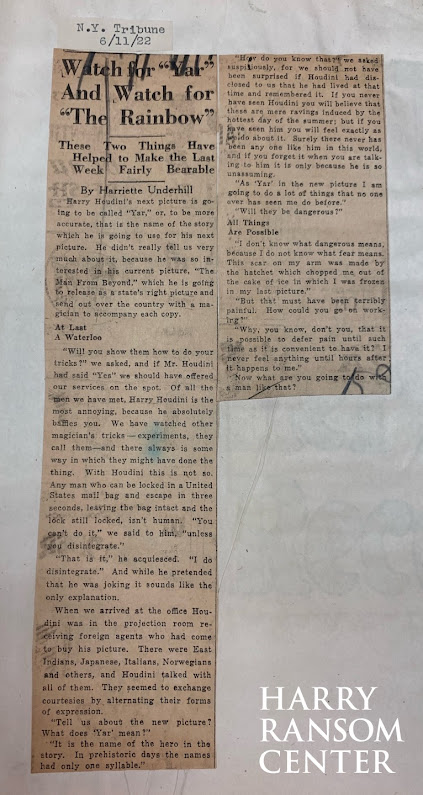 N.Y. Tribune
6/11/22
Watch for "Yar"
And Watch for
"The Rainbow"
These Two Things Have
Helped to Make the Last
Week Fairly Bearable
By Harriette Underhill
Harry Houdini's next picture is go-
ing to be called "Yar," or, to be more
accurate, that is the name of the story
which he is going to use for his next
picture. He didn't really tell us very
much about it, because he was so in-
terested in his current picture, "The
Man From Beyond," which he is going
to release as a state's right picture and
send out over the country with a ma-
gician to accompany each copy.
At Last
A Waterloo
"Will you show them how to do your
tricks?" we asked, and if Mr. Houdini
had said "Yes" we should have offered
our services on the spot. Of all the
men we have met, Harry Houdini is the
most annoying, because he absolutely
baffles you. We have watched other
magician's tricks—experiments, they
call them—and there always is some
way in which they might have done the
thing. With Houdini this is not so.
Any man who can be locked in a United
States mail bag and escape in three
seconds, leaving the bag intact and the
lock still locked, isn't human. "You
can't do it," we said to him, "unless
you disintegrate."
"That is it," he acquiesced. "I do
disintegrate." And while he pretended
that he was joking it sounds like the
only explanation.
When we arrived at the office Hou-
dini was in the projection room re-
ceiving foreign agents who had come
to buy his picture. There were East
Indians, Japanese, Italians, Norwegians
and others, and Houdini talked with
all of them. They seemed to exchange
courtesies by alternating their forms
of expression.
"Tell us about the new picture?
What does 'Yar' mean?"
"It is the name of the hero in the
story. In prehistoric days the names
had only one syllable."
"How do you know that?" we asked
suspiciously, for we should not have
been surprised if Houdini had dis-
closed to us that he had lived at that
time and remembered it. If you never
have seen Houdini you will believe that
these are mere ravings induced by the
hottest day of the summer; but if you
have seen him you will feel exactly as
we do about it. Surely there never has
been any one like him in this world,
and if you forget it when you are talk-
ing to him it is only because he is so
unassuming.
"As 'Yar' in the new picture I am
going to do a lot of things that no one
ever has seen me do before."
"Will they be dangerous?"
All Things
Are Possible
"I don't know what dangerous means,
because I do not know what fear means.
This scar on my arm was made by
the hatchet which chopped me out of
the cake of ice in which I was frozen
in my last picture."
"But that must have been terribly
painful. How could you go on work-
ing?"
"Why, you know, don't you, that it
is possible to defer pain until such
time as it is convenient to have it? I
never feel anything until hours after
it happens to me."
Now what are you going to do with
a man like that?
HARRY
RANSOM
CENTER